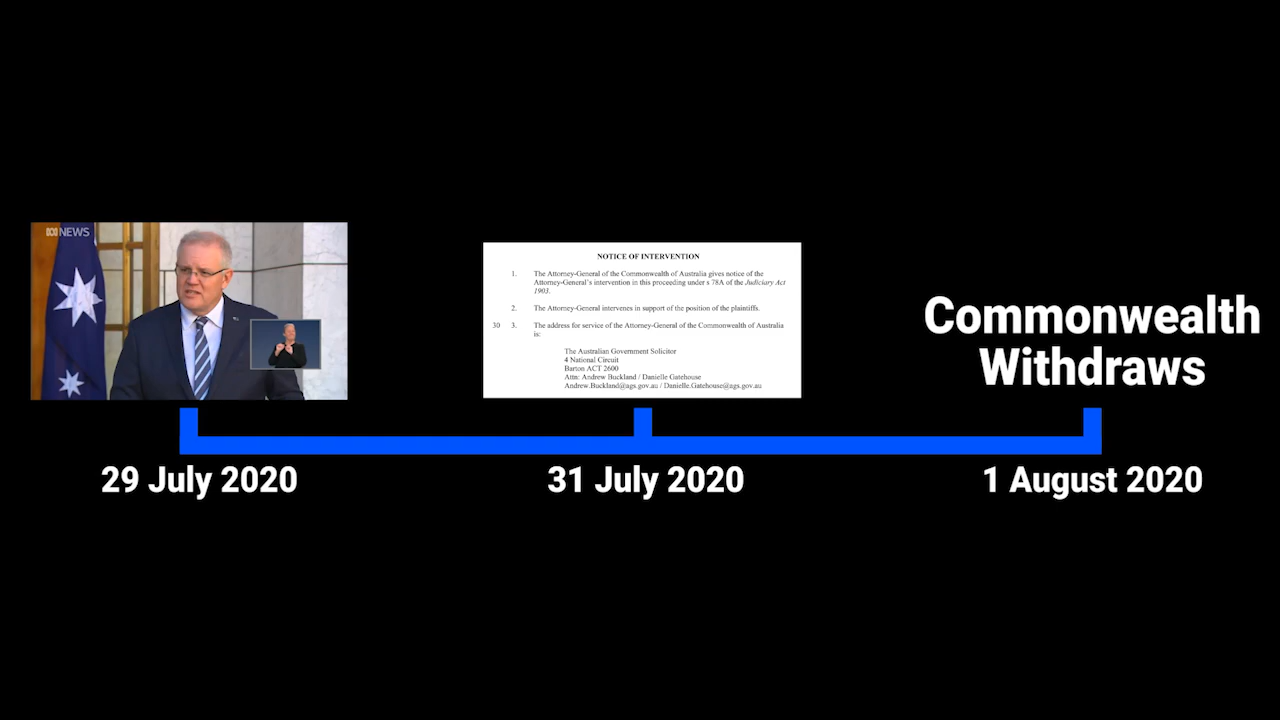 ABC NEWS
NOTICE OF INTERVENTION
1. The Attorney-General of the Commonwealth of Australia gives notice of the
Attorney-General's intervention in this proceeding under s 78A of the Judiciary Act
1903.
2. The Attorney-General intervenes in support of the position of the plaintiffs.
30 3. The address for service of the Attorney-General of the Commonwealth of Australia
is:
The Australian Government Solicitor
4 National Circuit
Barton ACT 2600
Attn: Andrew Buckland / Danielle Gatehouse
Andrew.Buckland@ags.gov.au / Danielle.Gatehouse@ags.gov.au
Commonwealth
Withdraws
29 July 2020
31 July 2020
1 August 2020